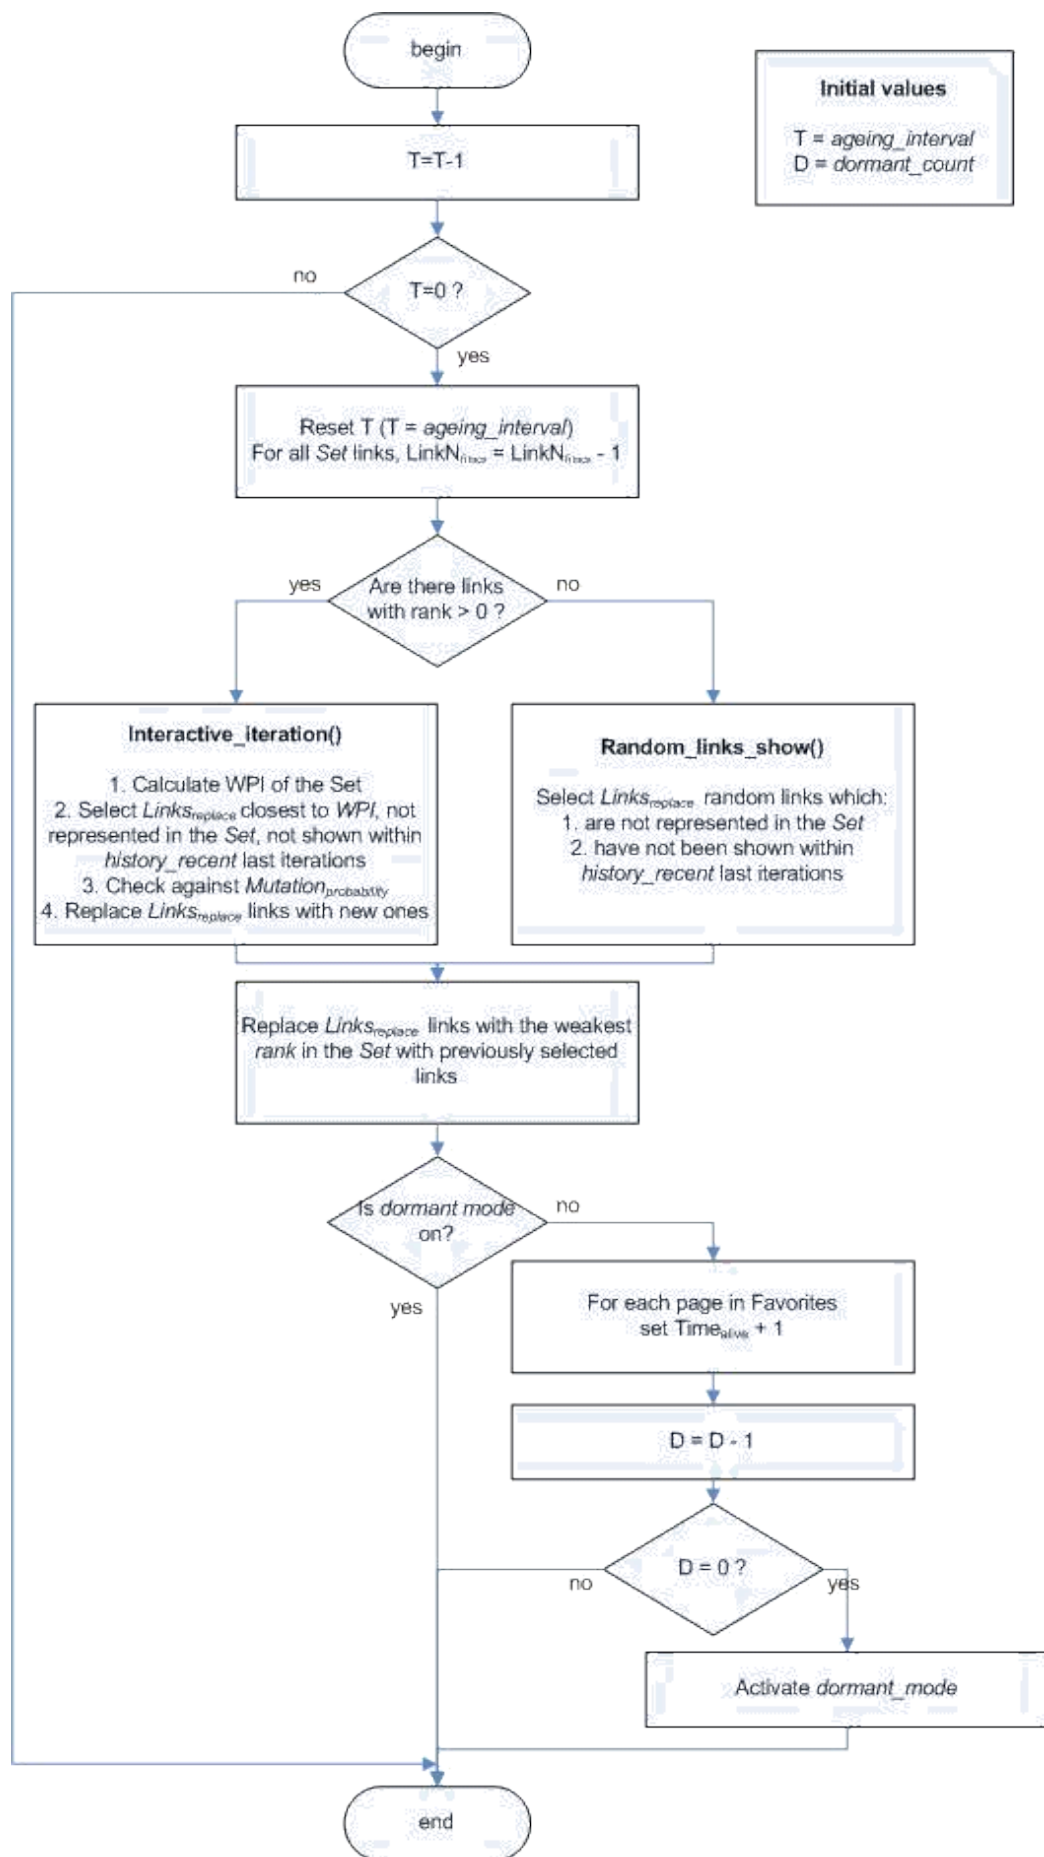 begin
Initial values
T = ageing_interval
D = dormant_count
T=T-1
T=0 ?
no
yes
Reset T (T = ageing_interval)
For all Set links, LinkN = LinkN - 1
Are there links
with rank > 0 ?
yes
no
Interactive_iteration()
1. Calculate WPI of the Set
2. Select Linksreplace closest to WPI, not
represented in the Set, not shown within
history_recent last iterations
3. Check against Mutationprobability
4. Replace Linksreplace links with new ones
Random_links_show()
Select Linksreplace random links which:
1. are not represented in the Set
2. have not been shown within
history_recent last iterations
Replace Linksreplace links with the weakest
rank in the Set with previously selected
links
Is dormant mode
on?
no
yes
For each page in Favorites
set Timealive + 1
D = D - 1
D = 0 ?
no
yes
Activate dormant_mode
end